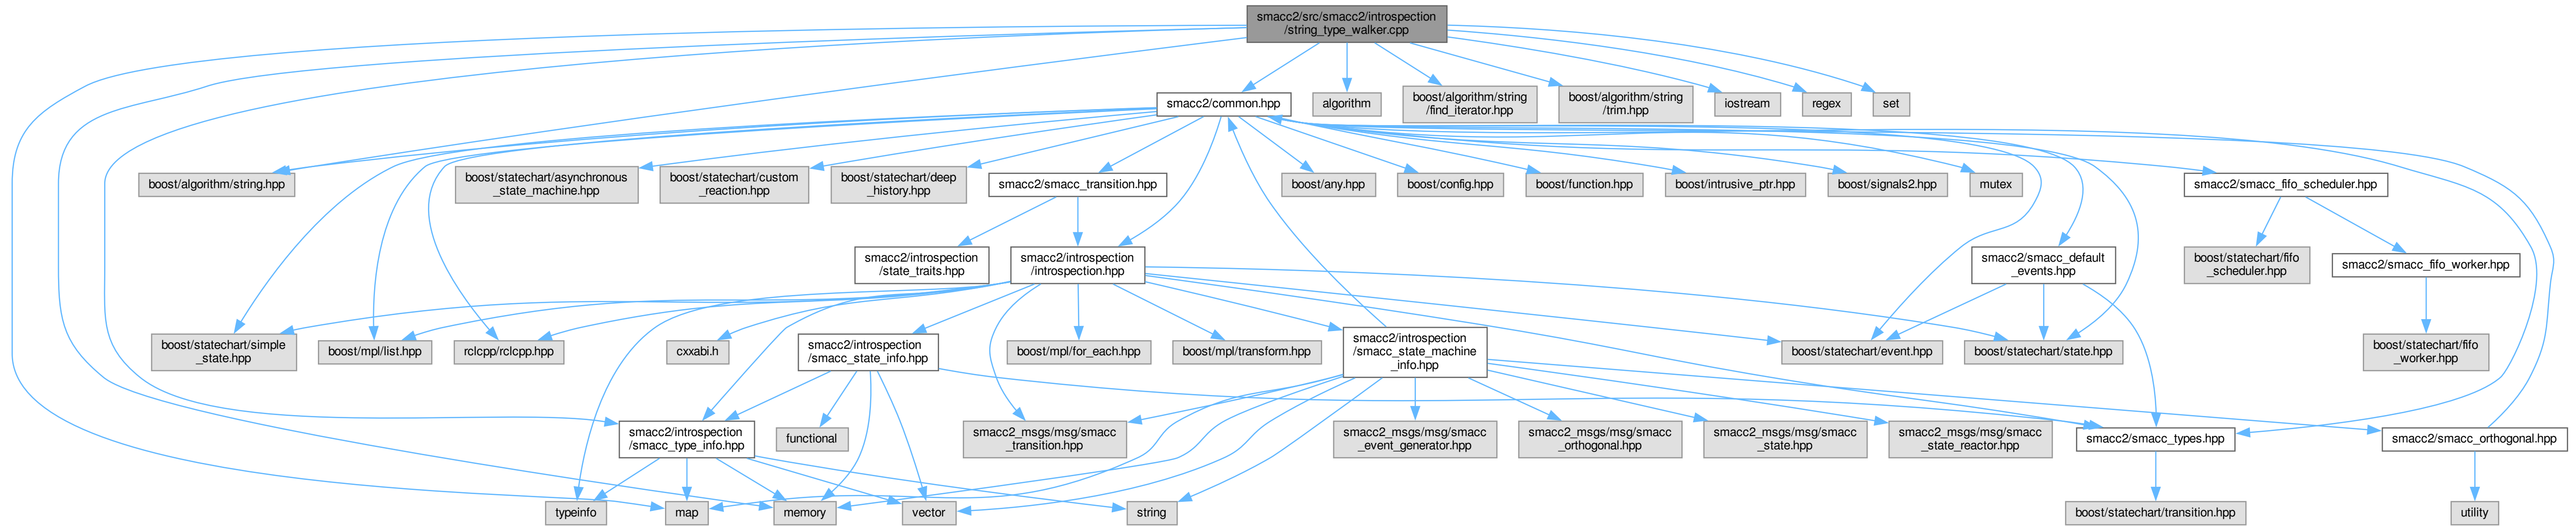 smacc2/src/smacc2/introspection
/string_type_walker.cpp
smacc2/common.hpp
algorithm
boost/algorithm/string
/find_iterator.hpp
boost/algorithm/string
/trim.hpp
iostream
regex
set
boost/algorithm/string.hpp
boost/statechart/asynchronous
_state_machine.hpp
boost/statechart/custom
_reaction.hpp
boost/statechart/deep
_history.hpp
smacc2/smacc_transition.hpp
boost/any.hpp
boost/config.hpp
boost/function.hpp
boost/intrusive_ptr.hpp
boost/signals2.hpp
mutex
smacc2/smacc_fifo_scheduler.hpp
smacc2/introspection
/state_traits.hpp
smacc2/introspection
/introspection.hpp
smacc2/smacc_default
_events.hpp
boost/statechart/fifo
_scheduler.hpp
smacc2/smacc_fifo_worker.hpp
boost/statechart/simple
_state.hpp
boost/mpl/list.hpp
rclcpp/rclcpp.hpp
cxxabi.h
smacc2/introspection
/smacc_state_info.hpp
boost/mpl/for_each.hpp
boost/mpl/transform.hpp
smacc2/introspection
/smacc_state_machine
_info.hpp
boost/statechart/event.hpp
boost/statechart/state.hpp
boost/statechart/fifo
_worker.hpp
smacc2/introspection
/smacc_type_info.hpp
functional
smacc2_msgs/msg/smacc
_transition.hpp
smacc2_msgs/msg/smacc
_event_generator.hpp
smacc2_msgs/msg/smacc
_orthogonal.hpp
smacc2_msgs/msg/smacc
_state.hpp
smacc2_msgs/msg/smacc
_state_reactor.hpp
smacc2/smacc_types.hpp
smacc2/smacc_orthogonal.hpp
typeinfo
map
memory
vector
string
boost/statechart/transition.hpp
utility